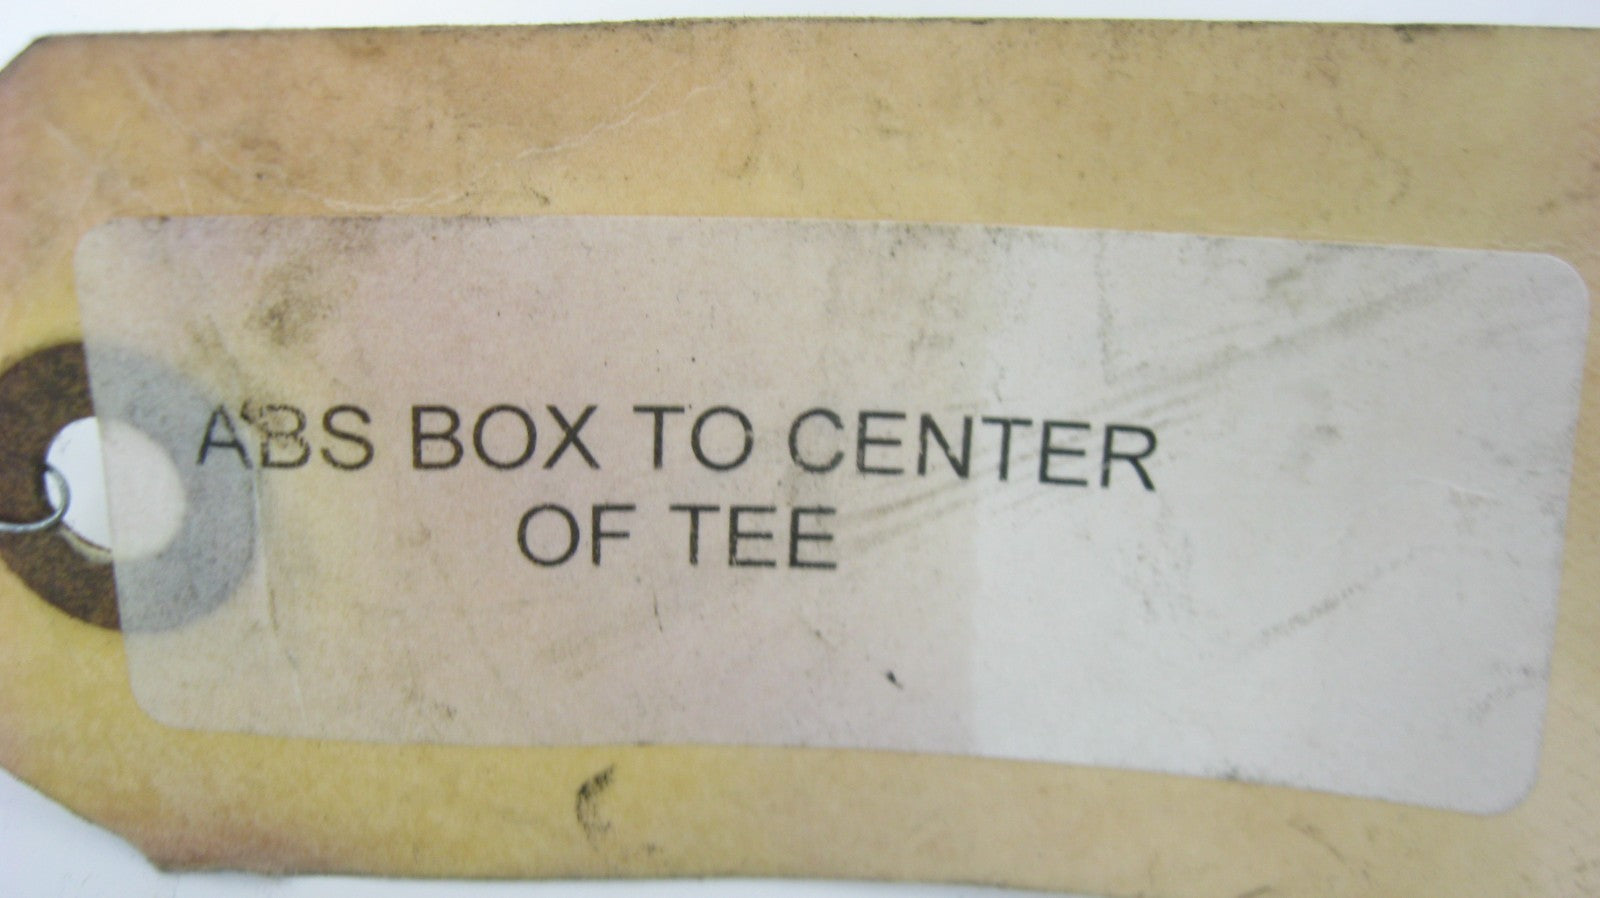 ABS BOX TO CENTER
OF TEE